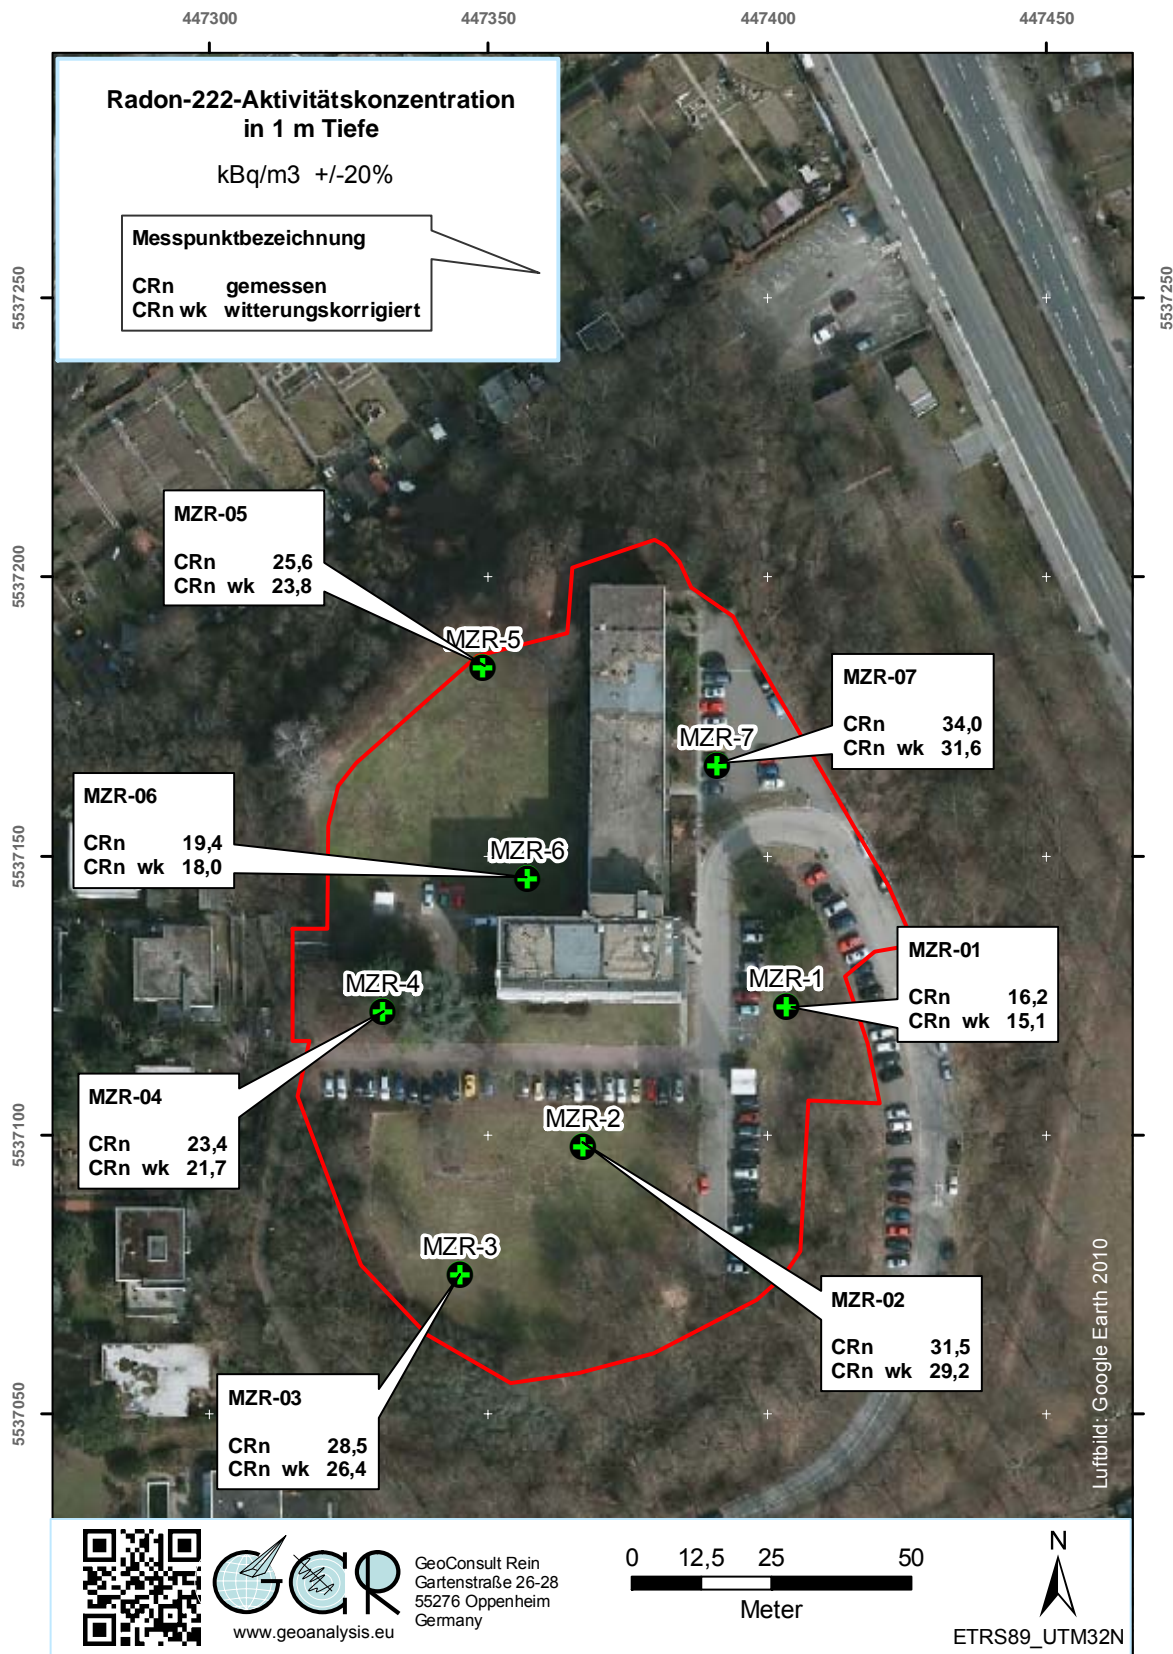 447300
447350
447400
447450
Radon-222-Aktivitätskonzentration
in 1 m Tiefe
kBq/m3 +/-20%
Messpunktbezeichnung
CRn gemessen
CRn wk witterungskorrigiert
5537250
5537250
MZR-05
CRn 25,6
CRn wk 23,8
5537200
5537200
MZR-5
MZR-07
CRn 34,0
CRn wk 31,6
MZR-7
MZR-06
CRn 19,4
CRn wk 18,0
MZR-6
5537150
5537150
MZR-01
CRn 16,2
CRn wk 15,1
MZR-4
MZR-1
MZR-04
CRn 23,4
CRn wk 21,7
MZR-2
5537100
5537100
MZR-3
MZR-02
CRn 31,5
CRn wk 29,2
MZR-03
CRn 28,5
CRn wk 26,4
5537050
5537050
Luftbild: Google Earth 2010
GCR
www.geoanalysis.eu
GeoConsult Rein
Gartenstraße 26-28
55276 Oppenheim
Germany
0 12,5 25 50
Meter
N
ETRS89_UTM32N